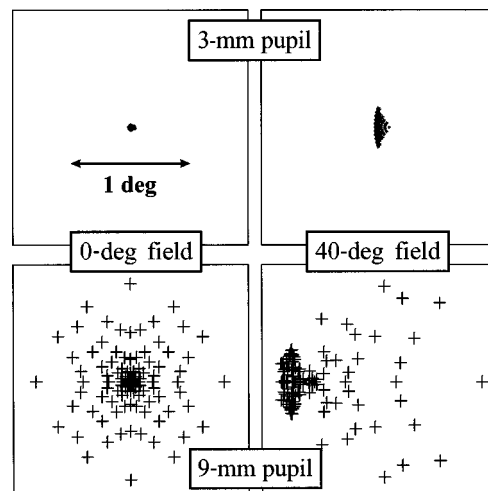 3-mm pupil
1 deg
0-deg field
40-deg field
9-mm pupil